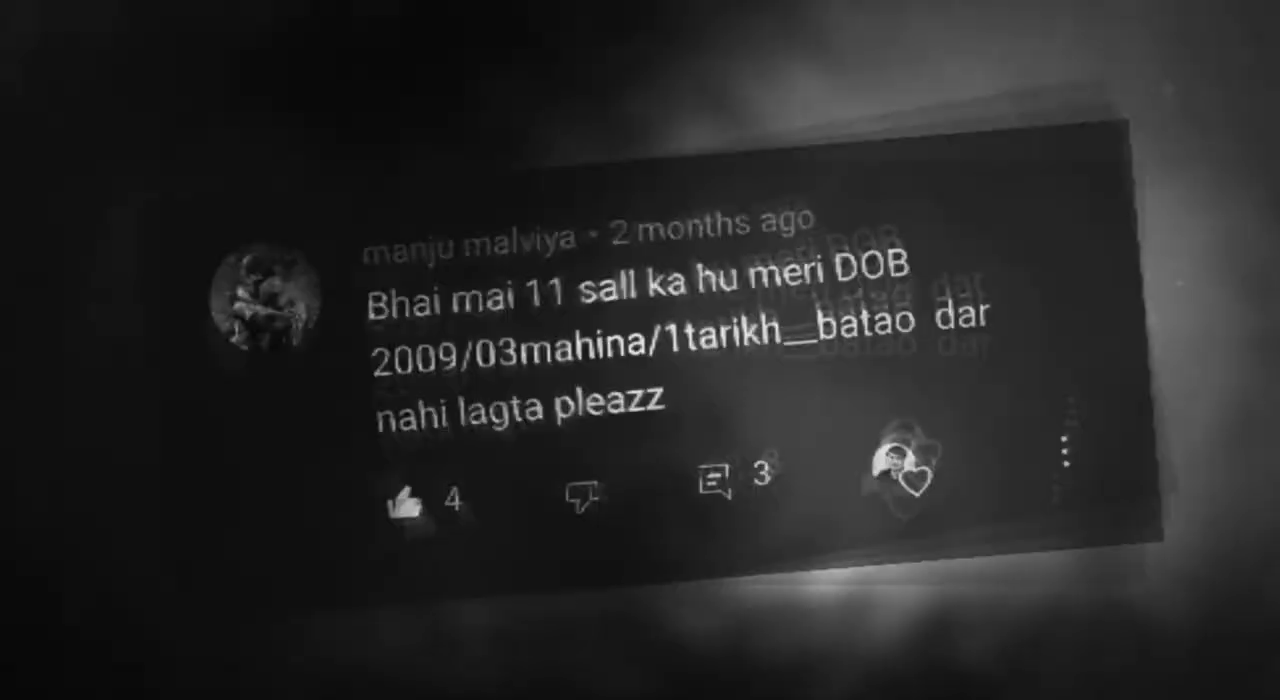 manju malviya • 2 months ago
Bhai mai 11 sall ka hu meri DOB
2009/03mahina/1tarikh__batao dar
nahi lagta pleazz
4
3